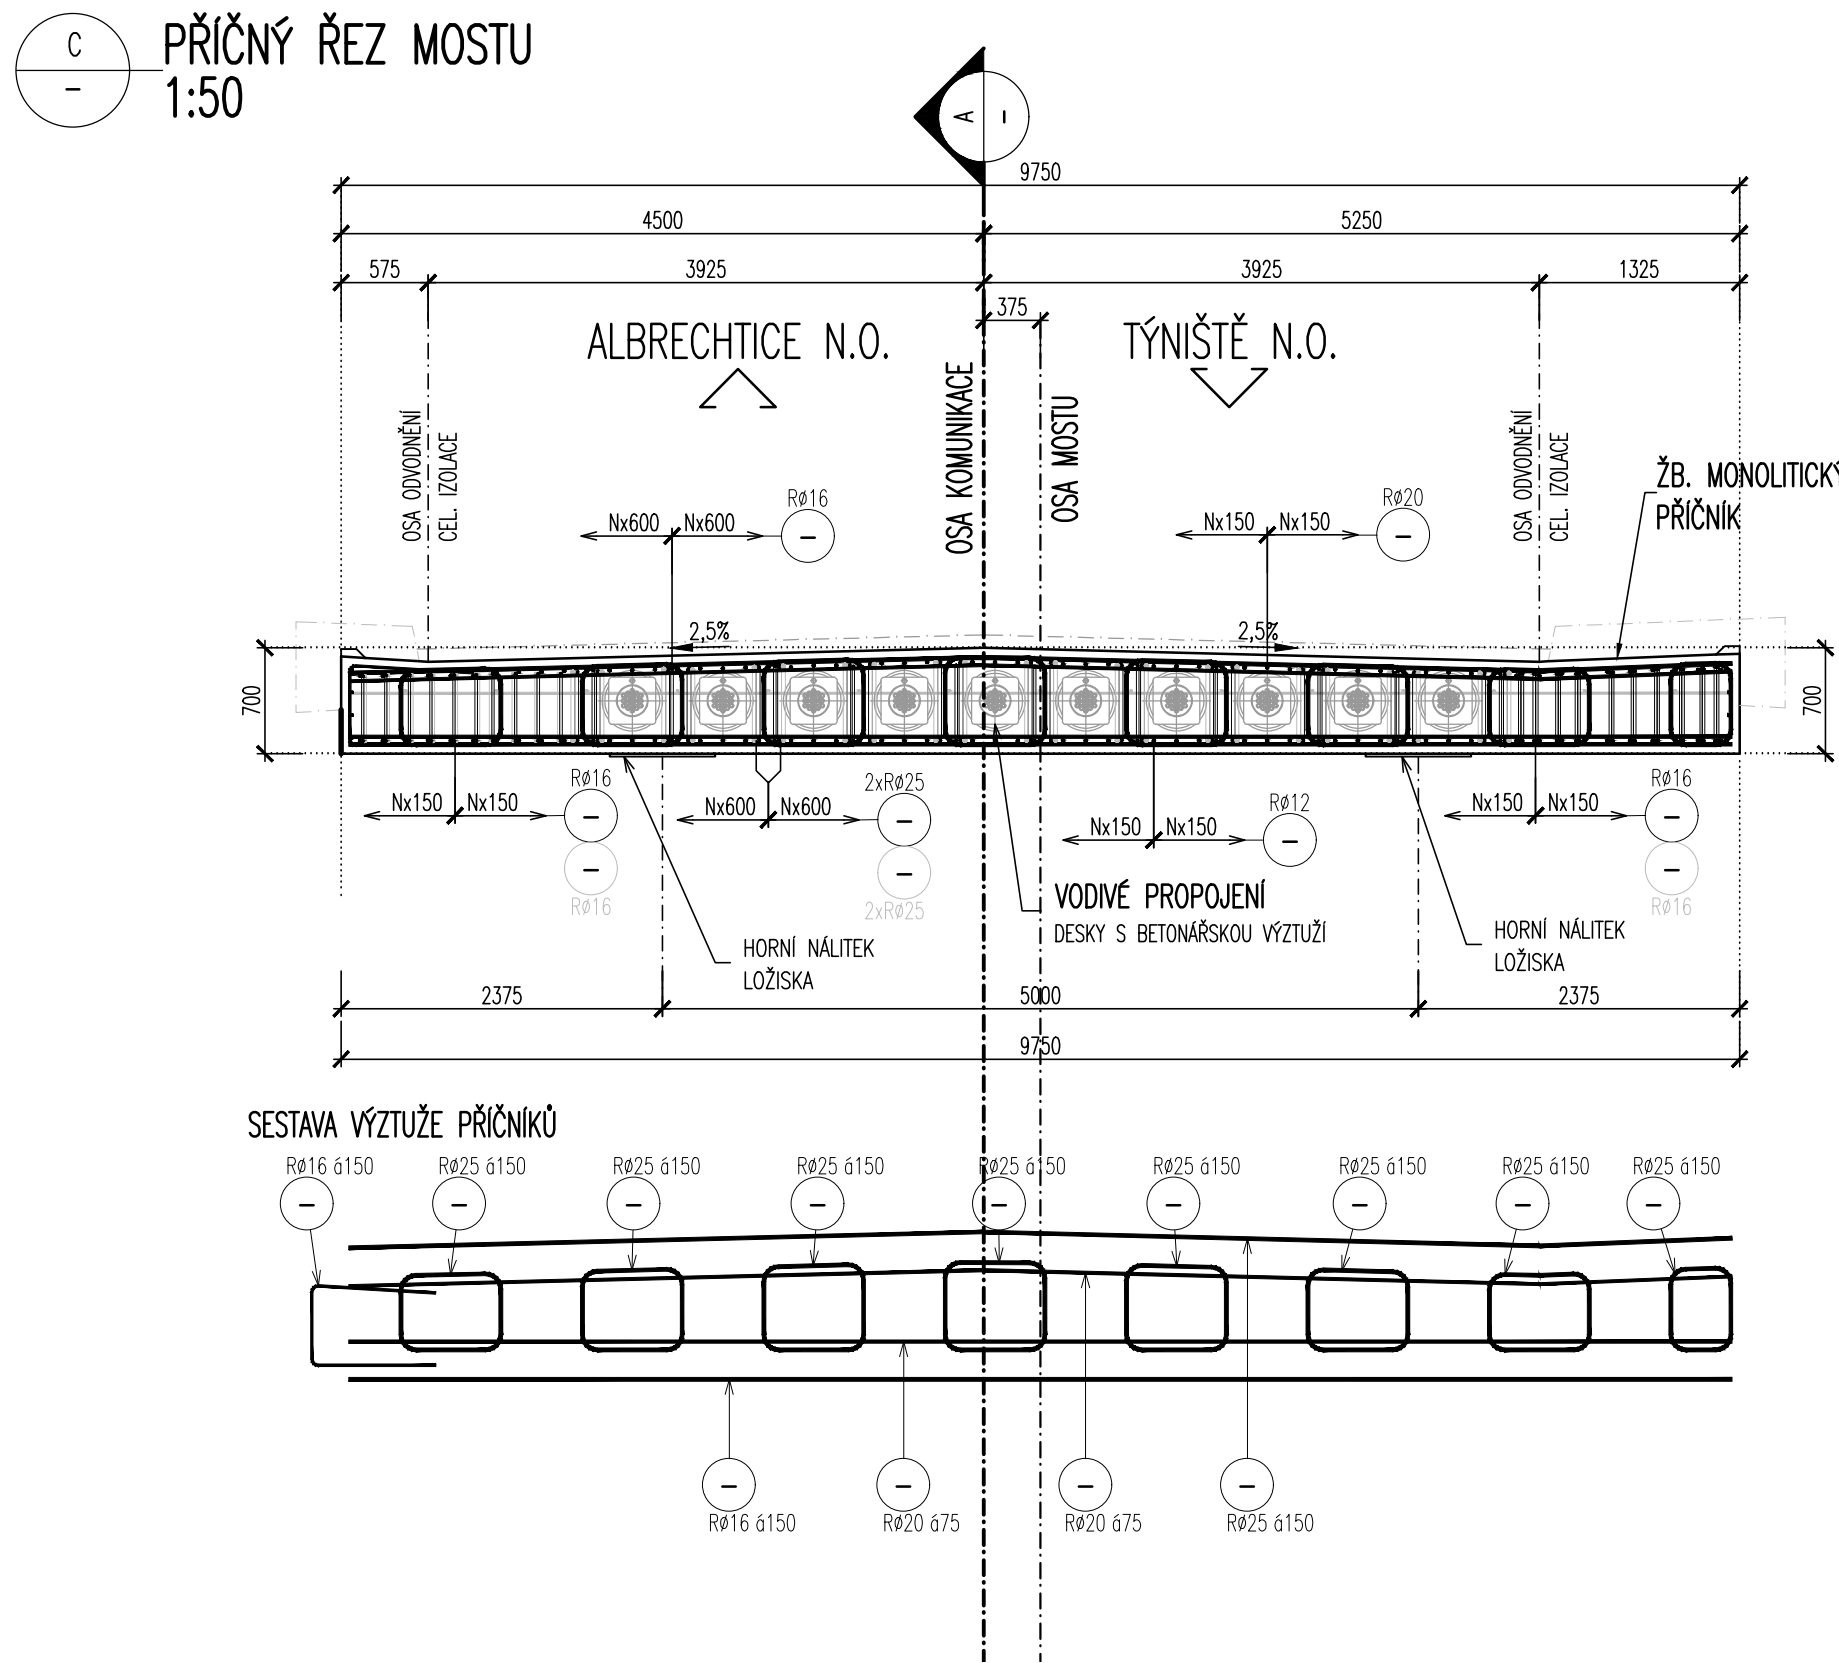 C
PŘÍČNÝ ŘEZ MOSTU
–
1:50
A
–
9750
4500
5250
575
3925
3925
1325
375
ALBRECHTICE N.O.
TÝNIŠTĚ N.O.
OSA ODVODNĚNÍ
CEL. IZOLACE
OSA KOMUNIKACE
OSA MOSTU
OSA ODVODNĚNÍ
CEL. IZOLACE
ŽB. MONOLITICKÝ
PŘÍČNÍK
Rø16
Nx600
Nx600
–
Rø20
Nx150
Nx150
–
2,5%
2,5%
700
700
Rø16
Nx150
Nx150
–
–
Rø16
2xRø25
Nx600
Nx600
–
–
2xRø25
Rø12
Nx150
Nx150
–
Rø16
Nx150
Nx150
–
–
Rø16
VODIVÉ PROPOJENÍ
DESKY S BETONÁŘSKOU VÝZTUŽÍ
HORNÍ NÁLITEK
LOŽISKA
HORNÍ NÁLITEK
LOŽISKA
2375
5000
2375
9750
SESTAVA VÝZTUŽE PŘÍČNÍKŮ
Rø16 á150
Rø25 á150
Rø25 á150
Rø25 á150
Rø25 á150
Rø25 á150
Rø25 á150
Rø25 á150
Rø25 á150
–
–
–
–
–
–
–
–
–
–
–
–
–
Rø16 á150
Rø20 á75
Rø20 á75
Rø25 á150